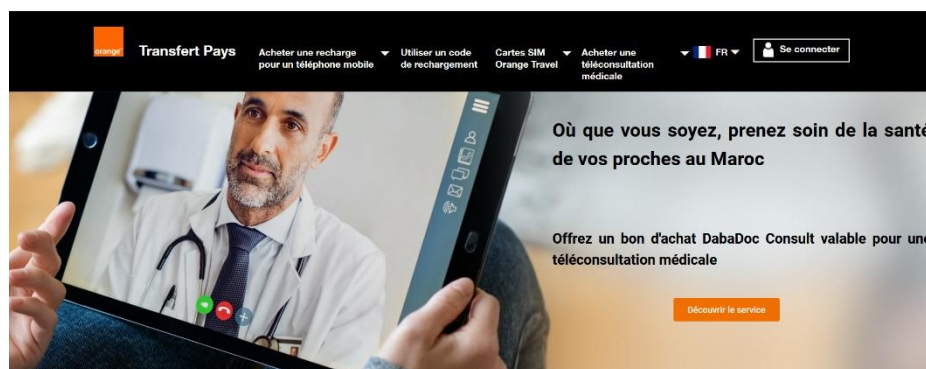 orange
Transfert Pays
Acheter une recharge
pour un téléphone mobile
Utiliser un code
de rechargement
Cartes SIM
Orange Travel
Acheter une
téléconsultation
médicale
FR
Se connecter
Où que vous soyez, prenez soin de la santé
de vos proches au Maroc
Offrez un bon d'achat DabaDoc Consult valable pour une
téléconsultation médicale
Découvrir le service